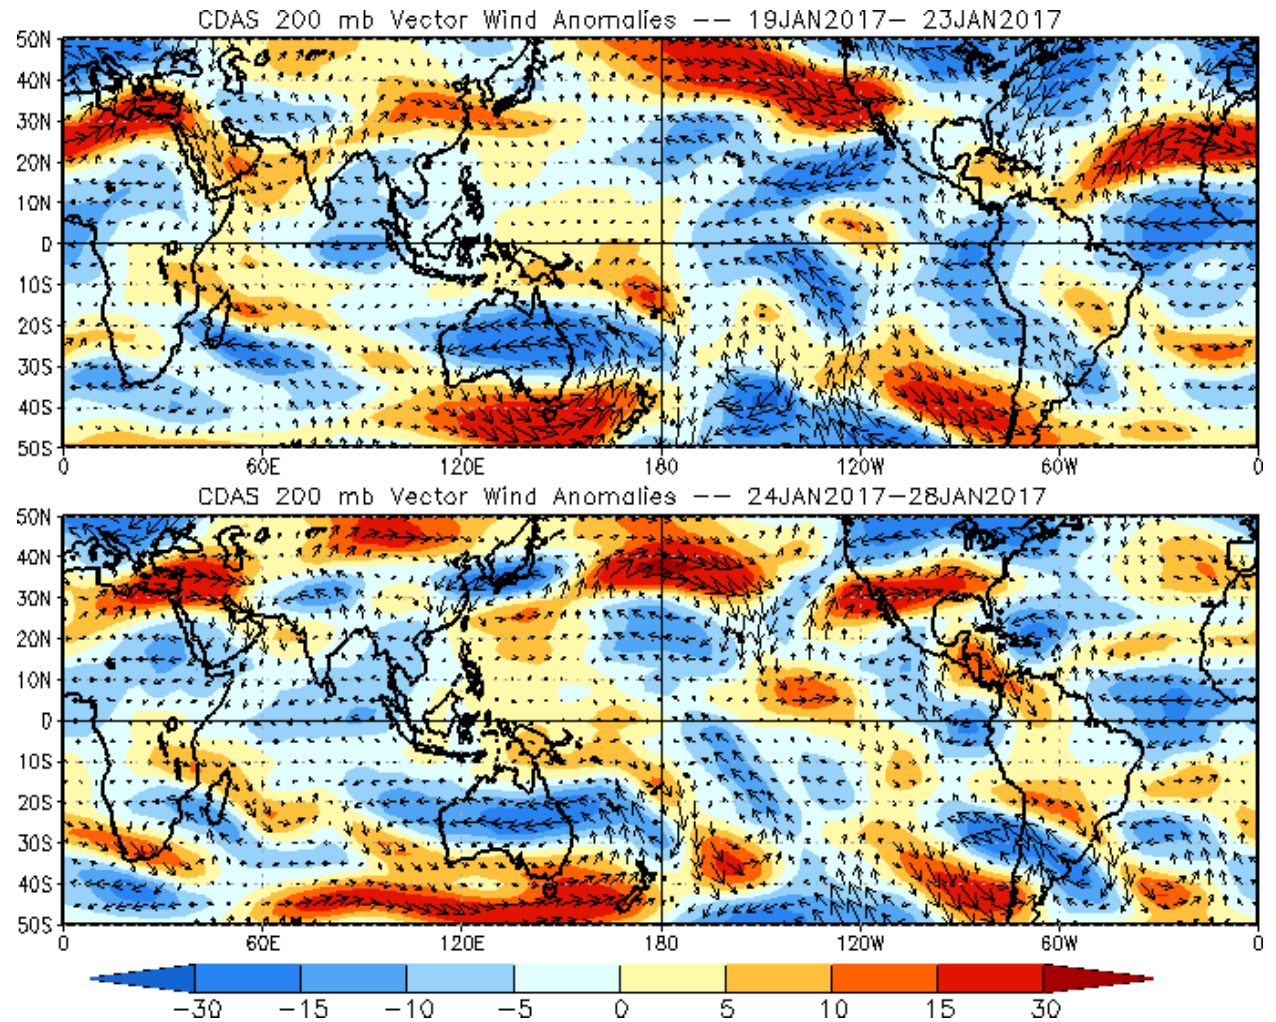 CDAS 200 mb Vector Wind Anomalies -- 19JAN2017- 23JAN2017
50N
40N
30N
20N
10N
0
10S
20S
30S
40S
50S
0 60E 120E 180 120W 60W 0
CDAS 200 mb Vector Wind Anomalies -- 24JAN2017-28JAN2017
50N
40N
30N
20N
10N
0
10S
20S
30S
40S
50S
0 60E 120E 180 120W 60W 0
-30 -15 -10 -5 0 5 10 15 30